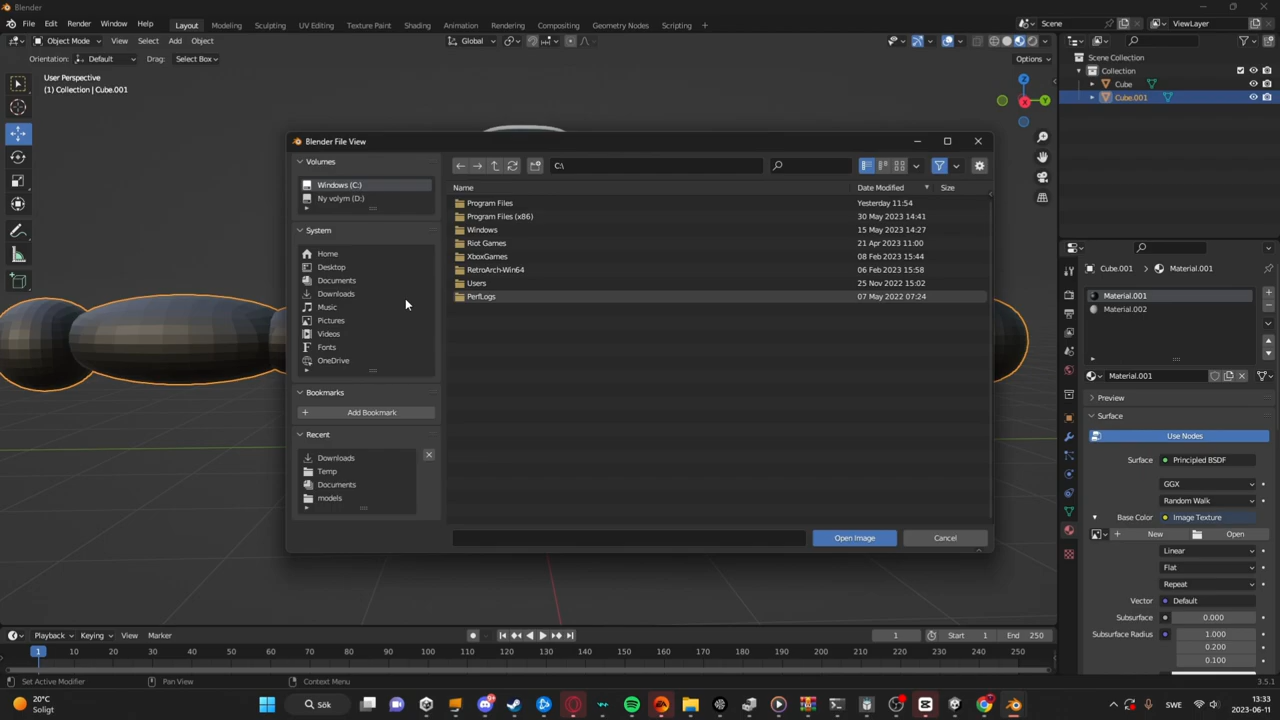 Blender
File Edit Render Window Help Layout Modeling Sculpting UV Editing Texture Paint Shading Animation Rendering Compositing Geometry Nodes Scripting + Scene ViewLayer
Object Mode View Select Add Object Global
Orientation: Default Drag: Select Box Options
User Perspective
(1) Collection | Cube.001
Z
Y
X
Scene Collection
Collection
Cube
Cube.001
Blender File View
Volumes
Windows (C:)
Ny volym (D:)
System
Home
Desktop
Documents
Downloads
Music
Pictures
Videos
Fonts
OneDrive
Bookmarks
+ Add Bookmark
Recent
Downloads
Temp
Documents
models
C:\
Name Date Modified Size
Program Files Yesterday 11:54
Program Files (x86) 30 May 2023 14:41
Windows 15 May 2023 14:27
Riot Games 21 Apr 2023 11:00
XboxGames 08 Feb 2023 15:44
RetroArch-Win64 06 Feb 2023 15:58
Users 25 Nov 2022 15:02
PerfLogs 07 May 2022 07:24
Open Image Cancel
Cube.001 Material.001
Material.001
Material.002
Material.001
Preview
Surface
Use Nodes
Surface Principled BSDF
GGX
Random Walk
Base Color Image Texture
+ New Open
Linear
Flat
Repeat
Vector Default
Subsurface 0.000
Subsurface Radius 1.000
0.200
0.100
Playback Keying View Marker 1 Start 1 End 250
1 10 20 30 40 50 60 70 80 90 100 110 120 130 140 150 160 170 180 190 200 210 220 230 240 250
Set Active Modifier Pan View Context Menu 3.5.1
20°C
Soligt
Sök
SWE
13:33
2023-06-11